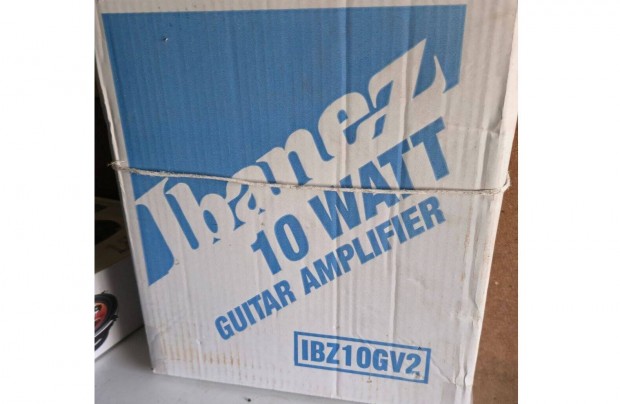 Ibanez
10 WATT
GUITAR AMPLIFIER
IBZ10GV2